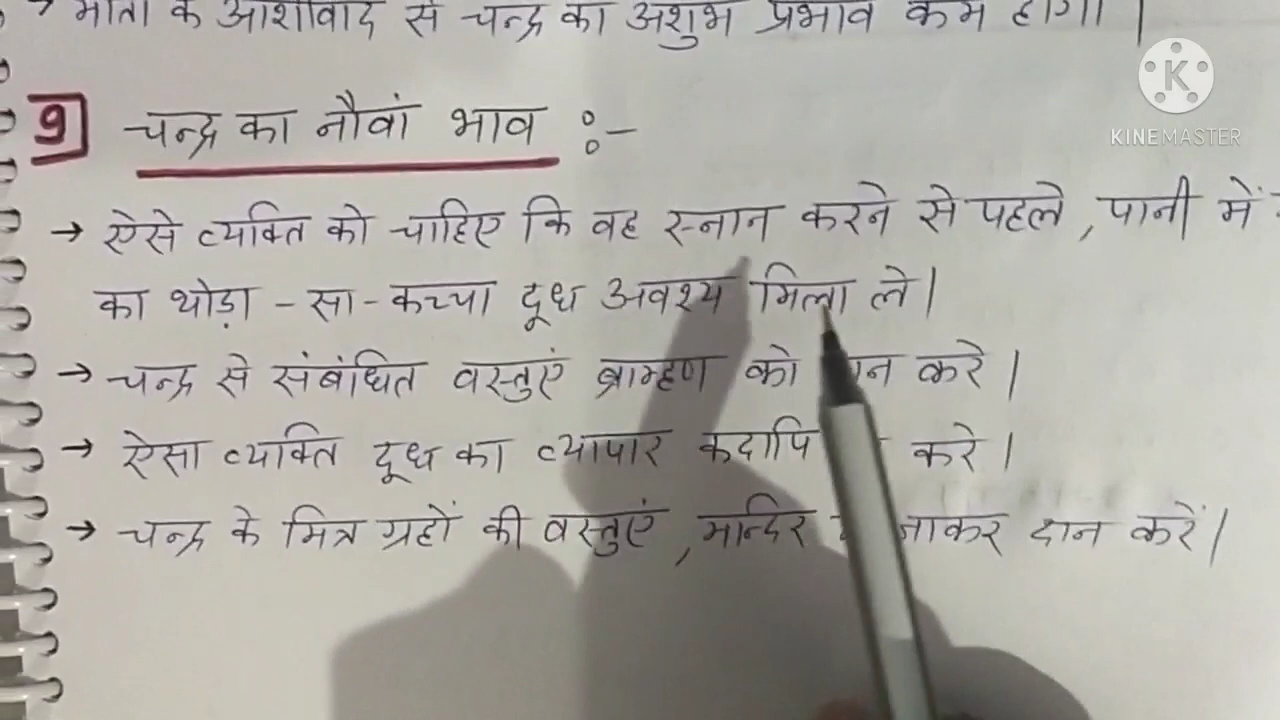 माता के आशीर्वाद से चन्द्र का अशुभ प्रभाव कम होगा।
9 चन्द्र का नौवां भाव :-
→ ऐसे व्यक्ति को चाहिए कि वह स्नान करने से पहले, पानी में
का थोड़ा-सा-कच्चा दूध अवश्य मिला ले।
→ चन्द्र से संबंधित वस्तुएं ब्राम्हण को करे।
→ ऐसा व्यक्ति दूध का व्यापार कदापि करे।
→ चन्द्र के मित्र ग्रहों की वस्तुएं, मन्दिर दान करें।
K
KINEMASTER